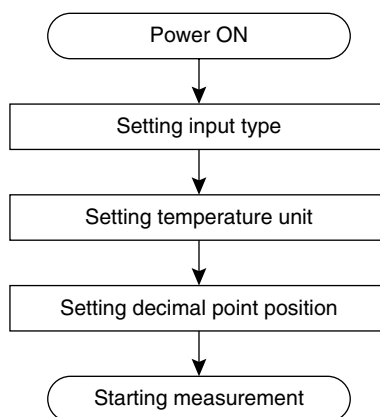 Power ON
Setting input type
Setting temperature unit
Setting decimal point position
Starting measurement